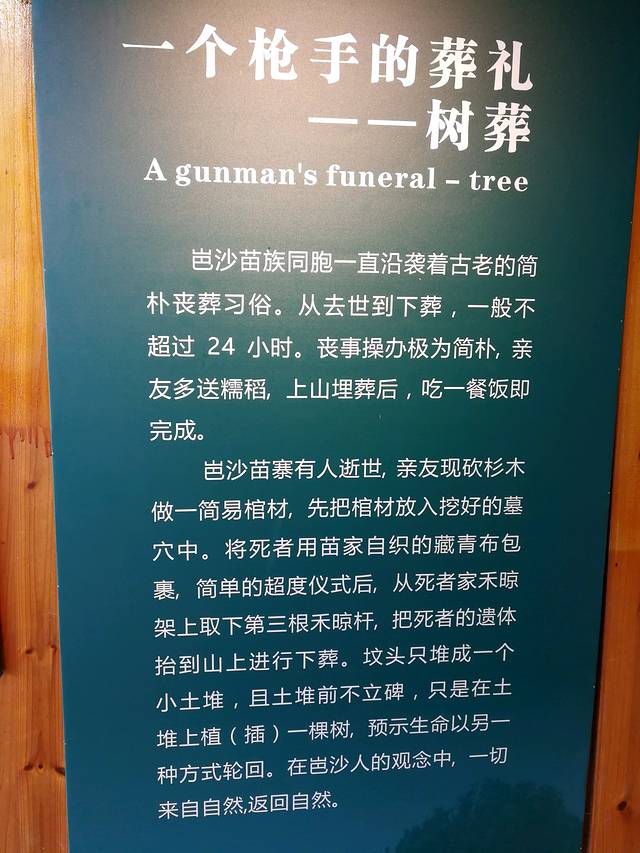 一个枪手的葬礼
——树葬
A gunman's funeral – tree
岜沙苗族同胞一直沿袭着古老的简
朴丧葬习俗。从去世到下葬，一般不
超过 24 小时。丧事操办极为简朴, 亲
友多送糯稻, 上山埋葬后，吃一餐饭即
完成。
岜沙苗寨有人逝世, 亲友现砍杉木
做一简易棺材, 先把棺材放入挖好的墓
穴中。将死者用苗家自织的藏青布包
裹, 简单的超度仪式后, 从死者家禾晾
架上取下第三根禾晾杆, 把死者的遗体
抬到山上进行下葬。坟头只堆成一个
小土堆，且土堆前不立碑，只是在土
堆上植（插）一棵树, 预示生命以另一
种方式轮回。在岜沙人的观念中, 一切
来自自然,返回自然。